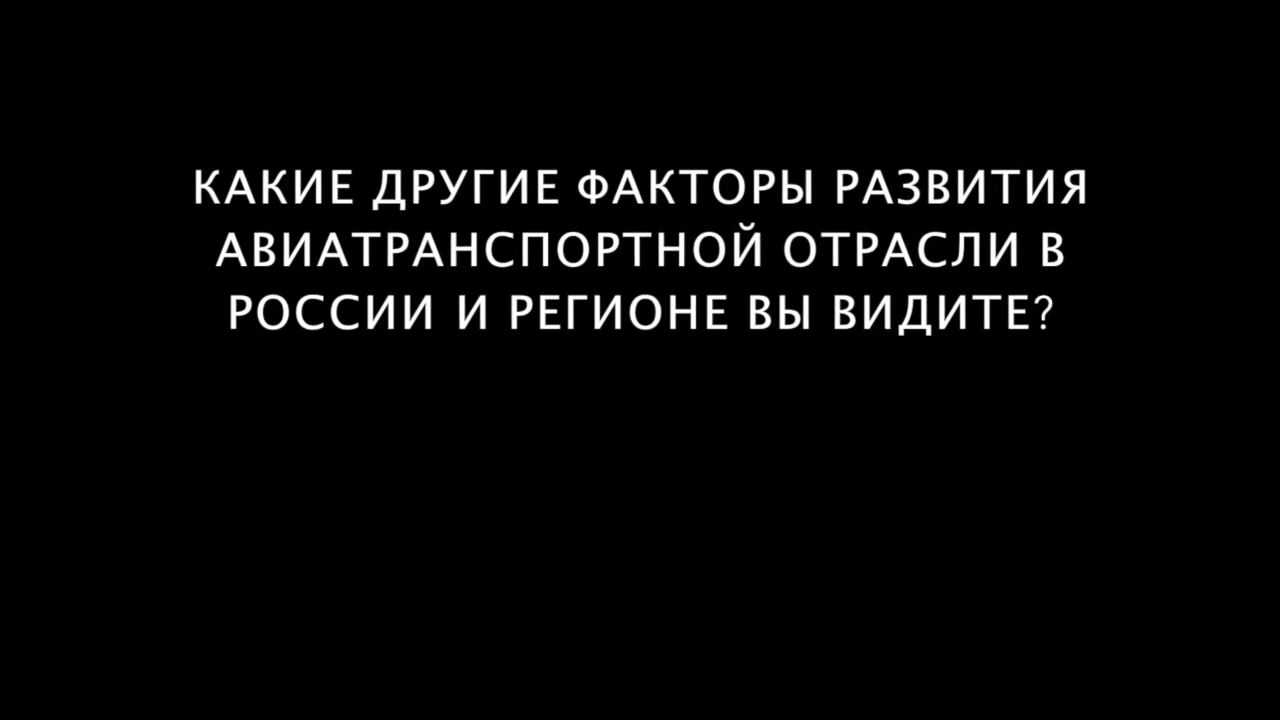 КАКИЕ ДРУГИЕ ФАКТОРЫ РАЗВИТИЯ
АВИАТРАНСПОРТНОЙ ОТРАСЛИ В
РОССИИ И РЕГИОНЕ ВЫ ВИДИТЕ?